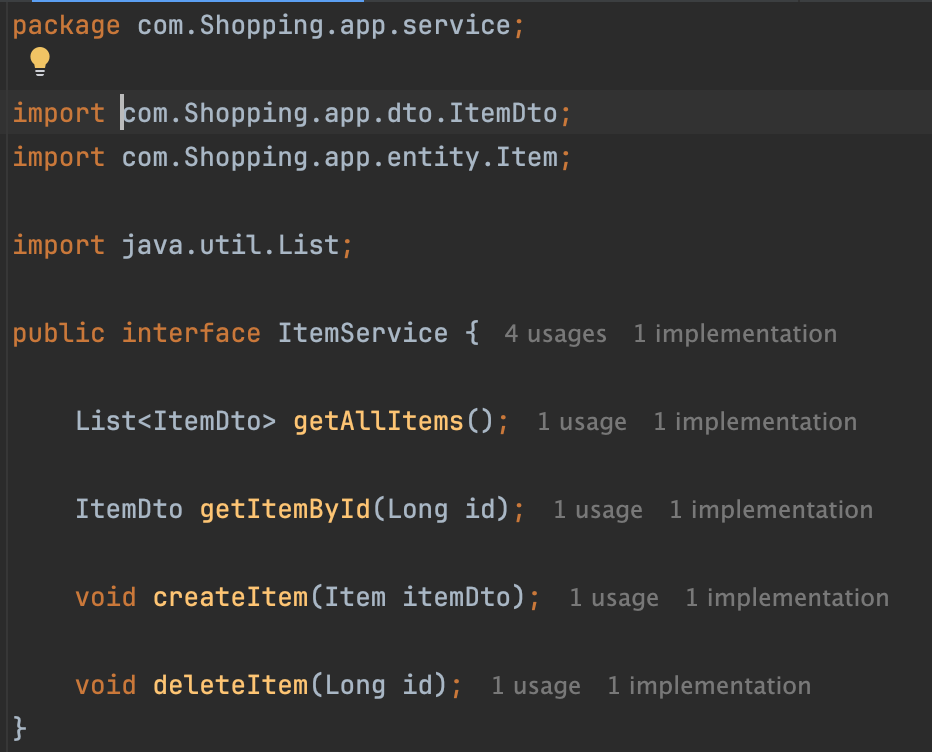 package com.Shopping.app.service;
import com.Shopping.app.dto.ItemDto;
import com.Shopping.app.entity.Item;
import java.util.List;
public interface ItemService { 4 usages 1 implementation
List<ItemDto> getAllItems(); 1 usage 1 implementation
ItemDto getItemById(Long id); 1 usage 1 implementation
void createItem(Item itemDto); 1 usage 1 implementation
void deleteItem(Long id); 1 usage 1 implementation
}